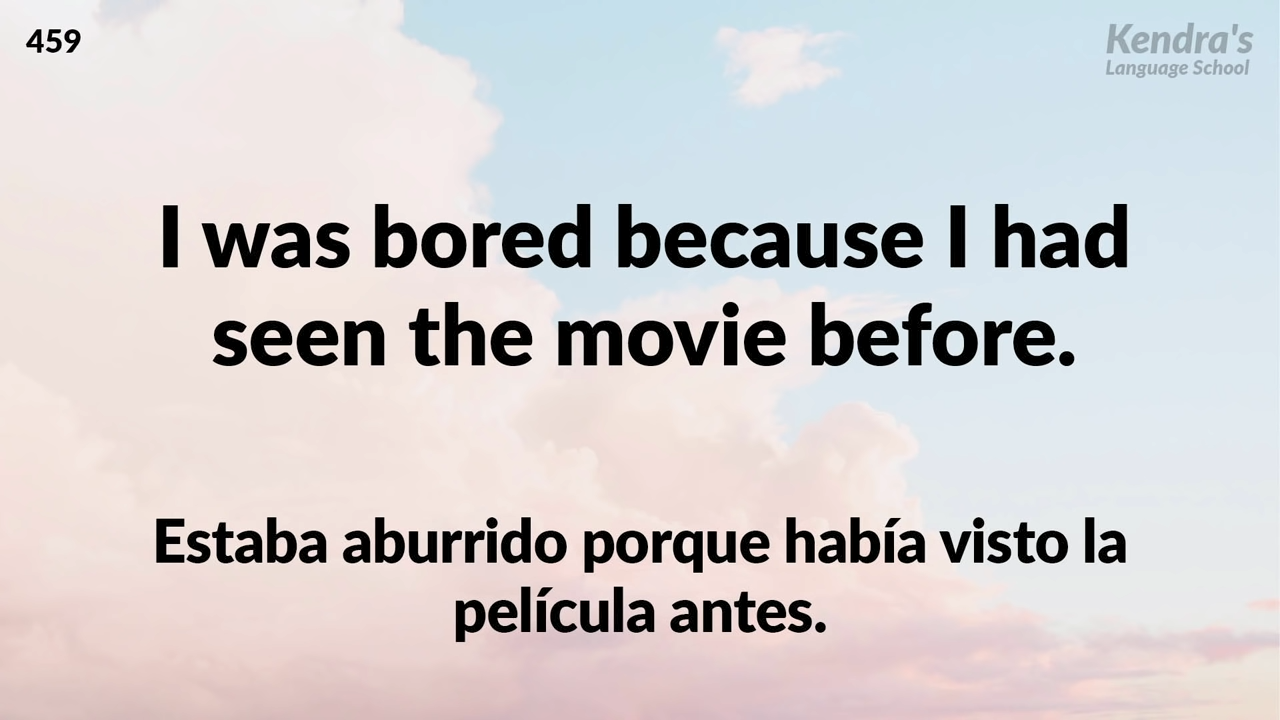 459
Kendra's
Language School
I was bored because I had
seen the movie before.
Estaba aburrido porque había visto la
película antes.